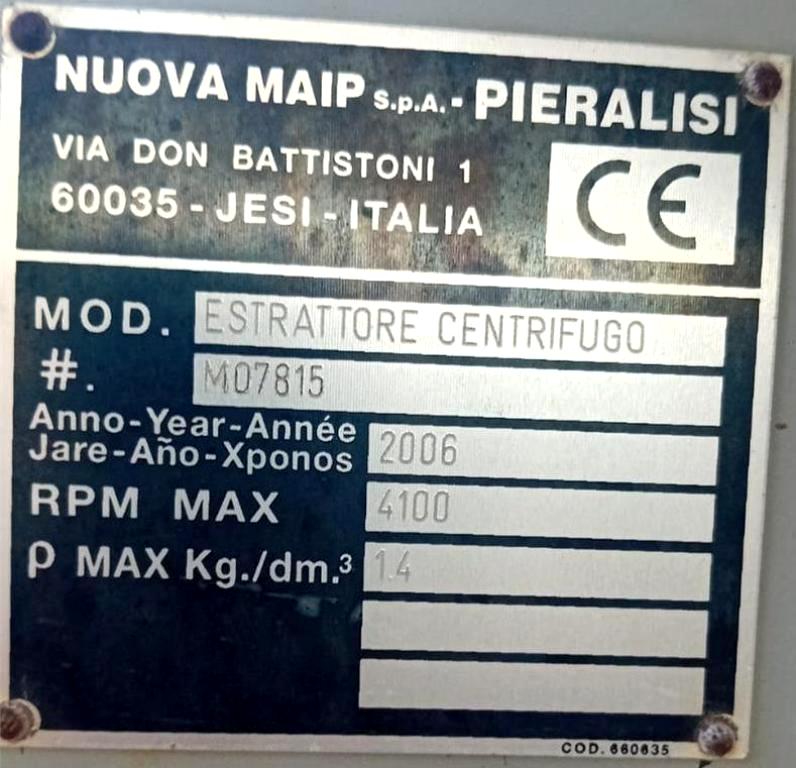 NUOVA MAIP S.p.A. - PIERALISI
VIA DON BATTISTONI 1
60035 - JESI - ITALIA
CE
MOD. ESTRATTORE CENTRIFUGO
#. M07815
Anno-Year-Année
Jare-Año-Xponos 2006
RPM MAX 4100
ρ MAX Kg./dm.³ 1.4
COD. 660635